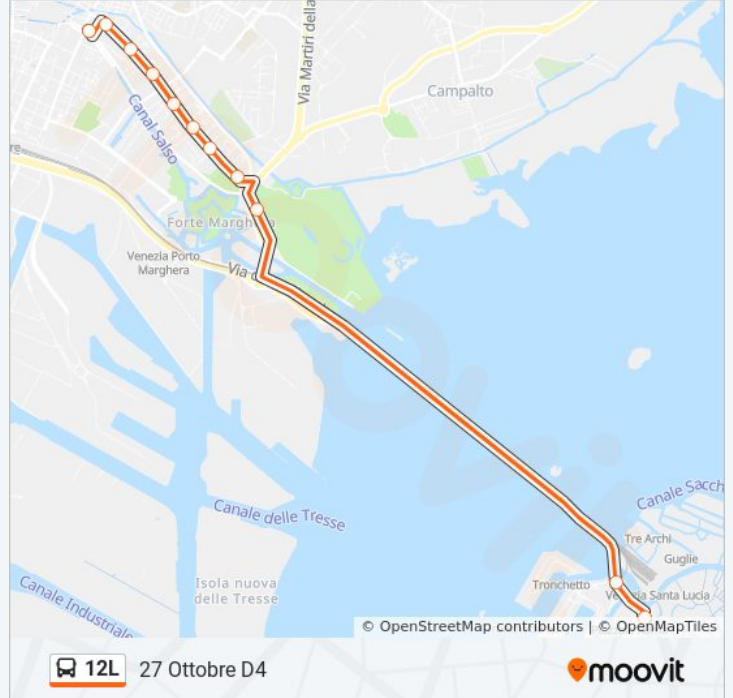 Via Martiri della
Campalto
Canal Salso
re
Forte Marghera
Venezia Porto
Marghera
Via d
Canale delle Tresse
Canale Sacch
Tre Archi
Guglie
Tronchetto
Venezia Santa Lucia
Isola nuova
delle Tresse
Canale Industriale
© OpenStreetMap contributors | © OpenMapTiles
12L 27 Ottobre D4 moovit